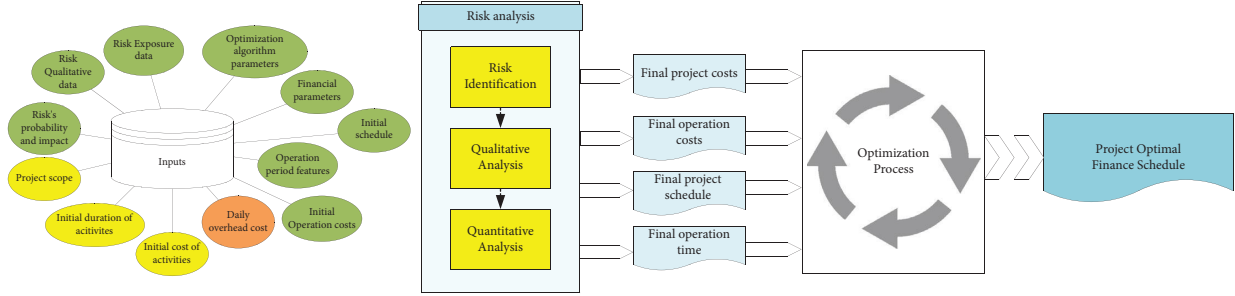 Risk Exposure
data
Optimization
algorithm
parameters
Risk
Qualitative
data
Financial
parameters
Risk's
probability
and impact
Initial
schedule
Inputs
Project scope
Operation
period features
Initial duration of
acitivites
Daily
overhead cost
Initial
Operation costs
Initial cost of
activities
Risk analysis
Risk
Identification
Qualitative
Analysis
Quantitative
Analysis
Final project costs
Final operation
costs
Final project
schedule
Final operation
time
Optimization
Process
Project Optimal
Finance Schedule